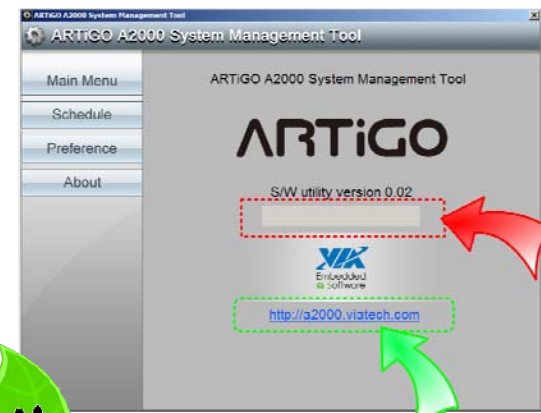 ARTiGO A2000 System Management Tool
ARTiGO A2000 System Management Tool
Main Menu
Schedule
Preference
About
ARTiGO A2000 System Management Tool
ARTiGO
S/W utility version 0.02
VIA
Embedded
software
http://a2000.viatech.com